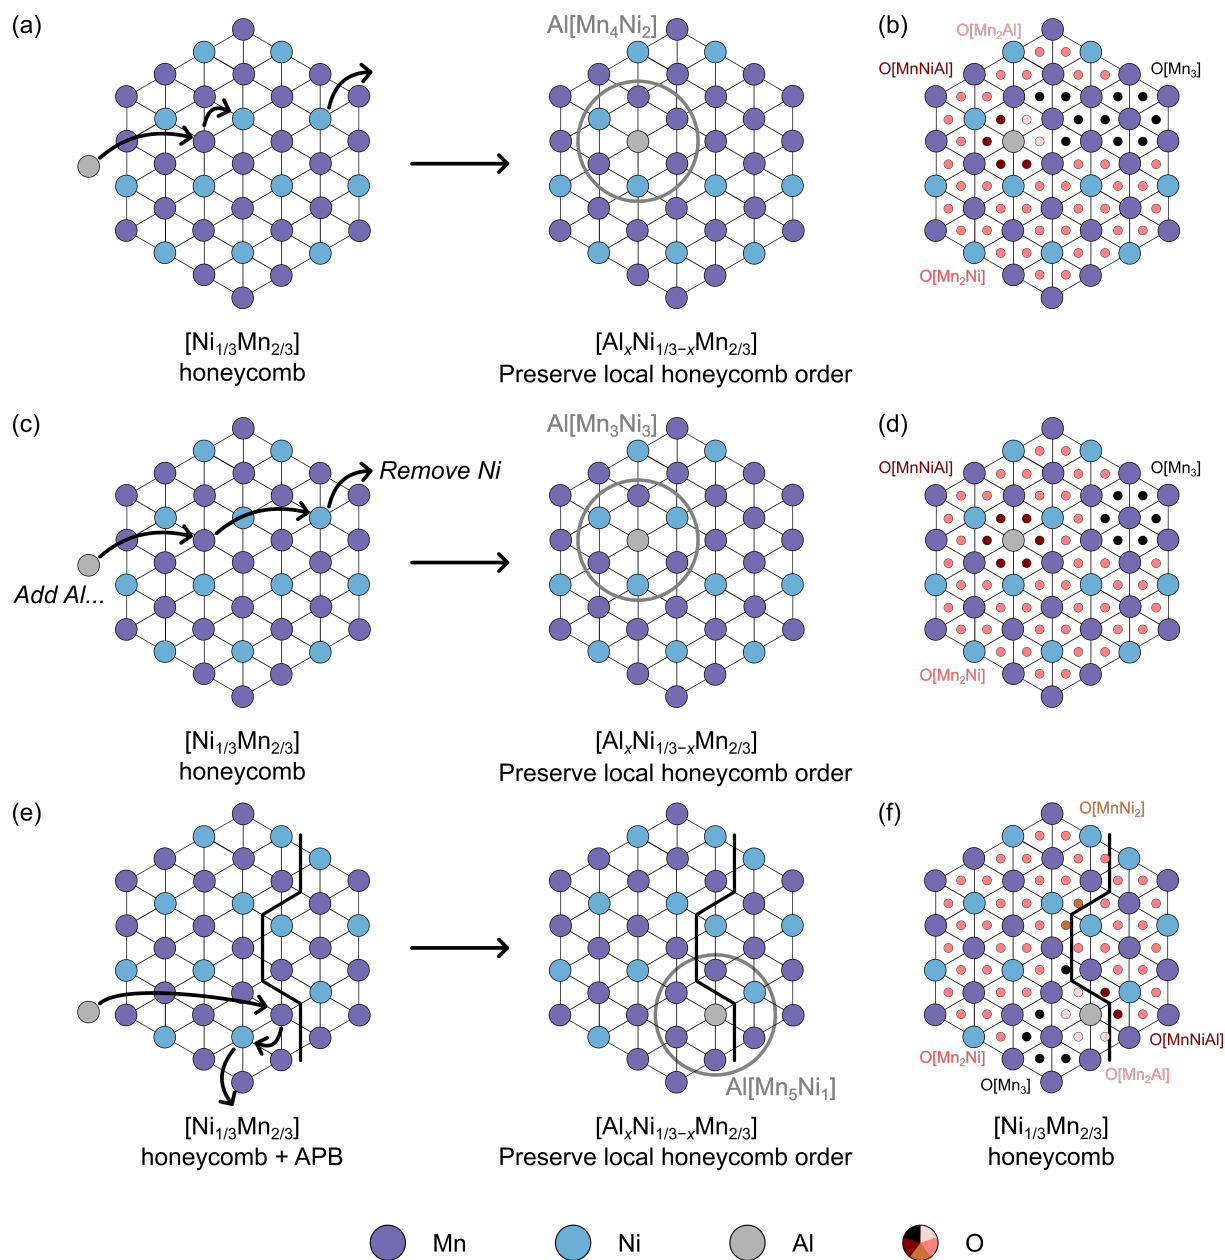 (a)
Al[Mn₄Ni₂]
(b)
O[Mn₂Al]
O[MnNiAl]
O[Mn₃]
O[Mn₂Ni]
[Ni₁/₃Mn₂/₃]
honeycomb
[AlₓNi₁/₃₋ₓMn₂/₃]
Preserve local honeycomb order
(c)
Al[Mn₃Ni₃]
(d)
Remove Ni
O[MnNiAl]
O[Mn₃]
Add Al...
O[Mn₂Ni]
[Ni₁/₃Mn₂/₃]
honeycomb
[AlₓNi₁/₃₋ₓMn₂/₃]
Preserve local honeycomb order
(e)
(f)
O[MnNi₂]
O[MnNiAl]
O[Mn₂Ni]
O[Mn₂Al]
O[Mn₃]
Al[Mn₅Ni₁]
[Ni₁/₃Mn₂/₃]
honeycomb + APB
[AlₓNi₁/₃₋ₓMn₂/₃]
Preserve local honeycomb order
[Ni₁/₃Mn₂/₃]
honeycomb
Mn
Ni
Al
O